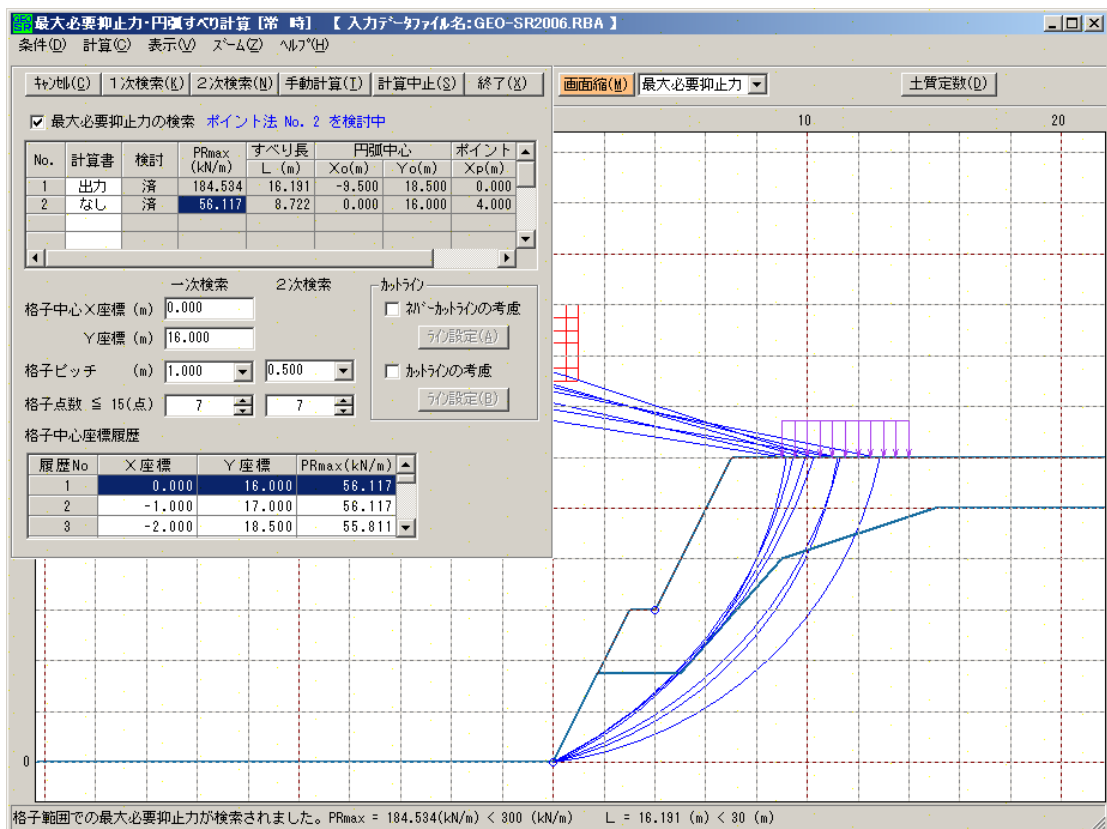 GEO SR 最大必要抑止力・円弧すべり計算 [常　時]　【 入力データファイル名:GEO-SR2006.RBA 】
条件(D) 計算(C) 表示(V) ズーム(Z) ヘルプ(H)
キャンセル(C) 1次検索(K) 2次検索(N) 手動計算(T) 計算中止(S) 終了(X) 画面縮(M) 最大必要抑止力 土質定数(D)
最大必要抑止力の検索 ポイント法 No. 2 を検討中
10 20
No. 計算書 検討 PRmax (kN/m) すべり長 L (m) 円弧中心 Xo(m) Yo(m) ポイント Xp(m)
1 出力 済 184.534 16.191 -9.500 18.500 0.000
2 なし 済 56.117 8.722 0.000 16.000 4.000
一次検索 2次検索
格子中心X座標 (m) 0.000
Y座標 (m) 16.000
格子ピッチ (m) 1.000 0.500
格子点数 ≦ 15(点) 7 7
カットライン
ネバーカットラインの考慮
ライン設定(A)
カットラインの考慮
ライン設定(B)
格子中心座標履歴
履歴No X座標 Y座標 PRmax(kN/m)
1 0.000 16.000 56.117
2 -1.000 17.000 56.117
3 -2.000 18.500 55.811
0
格子範囲での最大必要抑止力が検索されました。PRmax = 184.534(kN/m) < 300 (kN/m) L = 16.191 (m) < 30 (m)